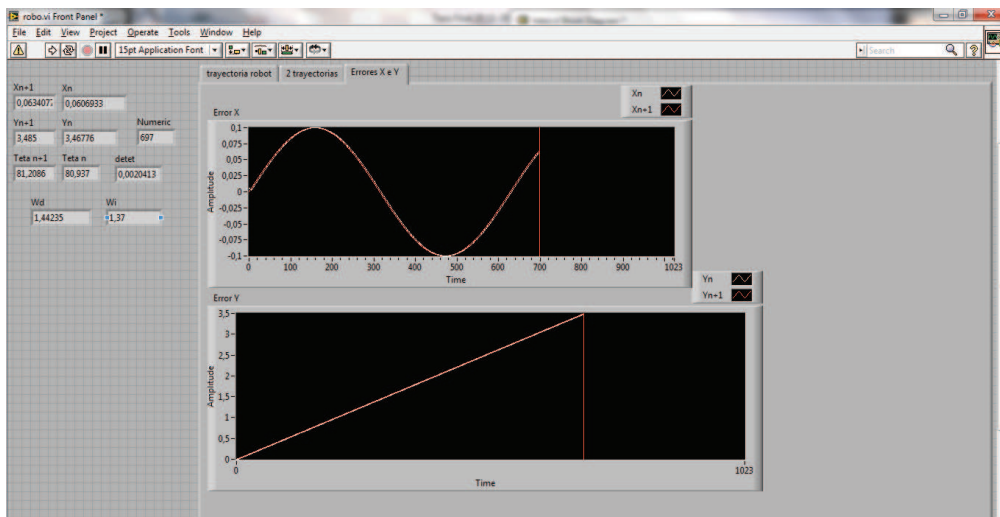 robo.vi Front Panel *
File Edit View Project Operate Tools Window Help
15pt Application Font
Search
trayectoria robot 2 trayectorias Errores X e Y
Xn+1 Xn
0,063407 0,0606933
Yn+1 Yn Numeric
3,485 3,46776 697
Teta n+1 Teta n detet
81,2086 80,937 0,0020413
Wd Wi
1,44235 1,37
Error X
Xn
Xn+1
Amplitude
0,1
0,075
0,05
0,025
0
-0,025
-0,05
-0,075
-0,1
0 100 200 300 400 500 600 700 800 900 1023
Time
Error Y
Yn
Yn+1
Amplitude
3,5
3
2,5
2
1,5
1
0,5
0
0 1023
Time